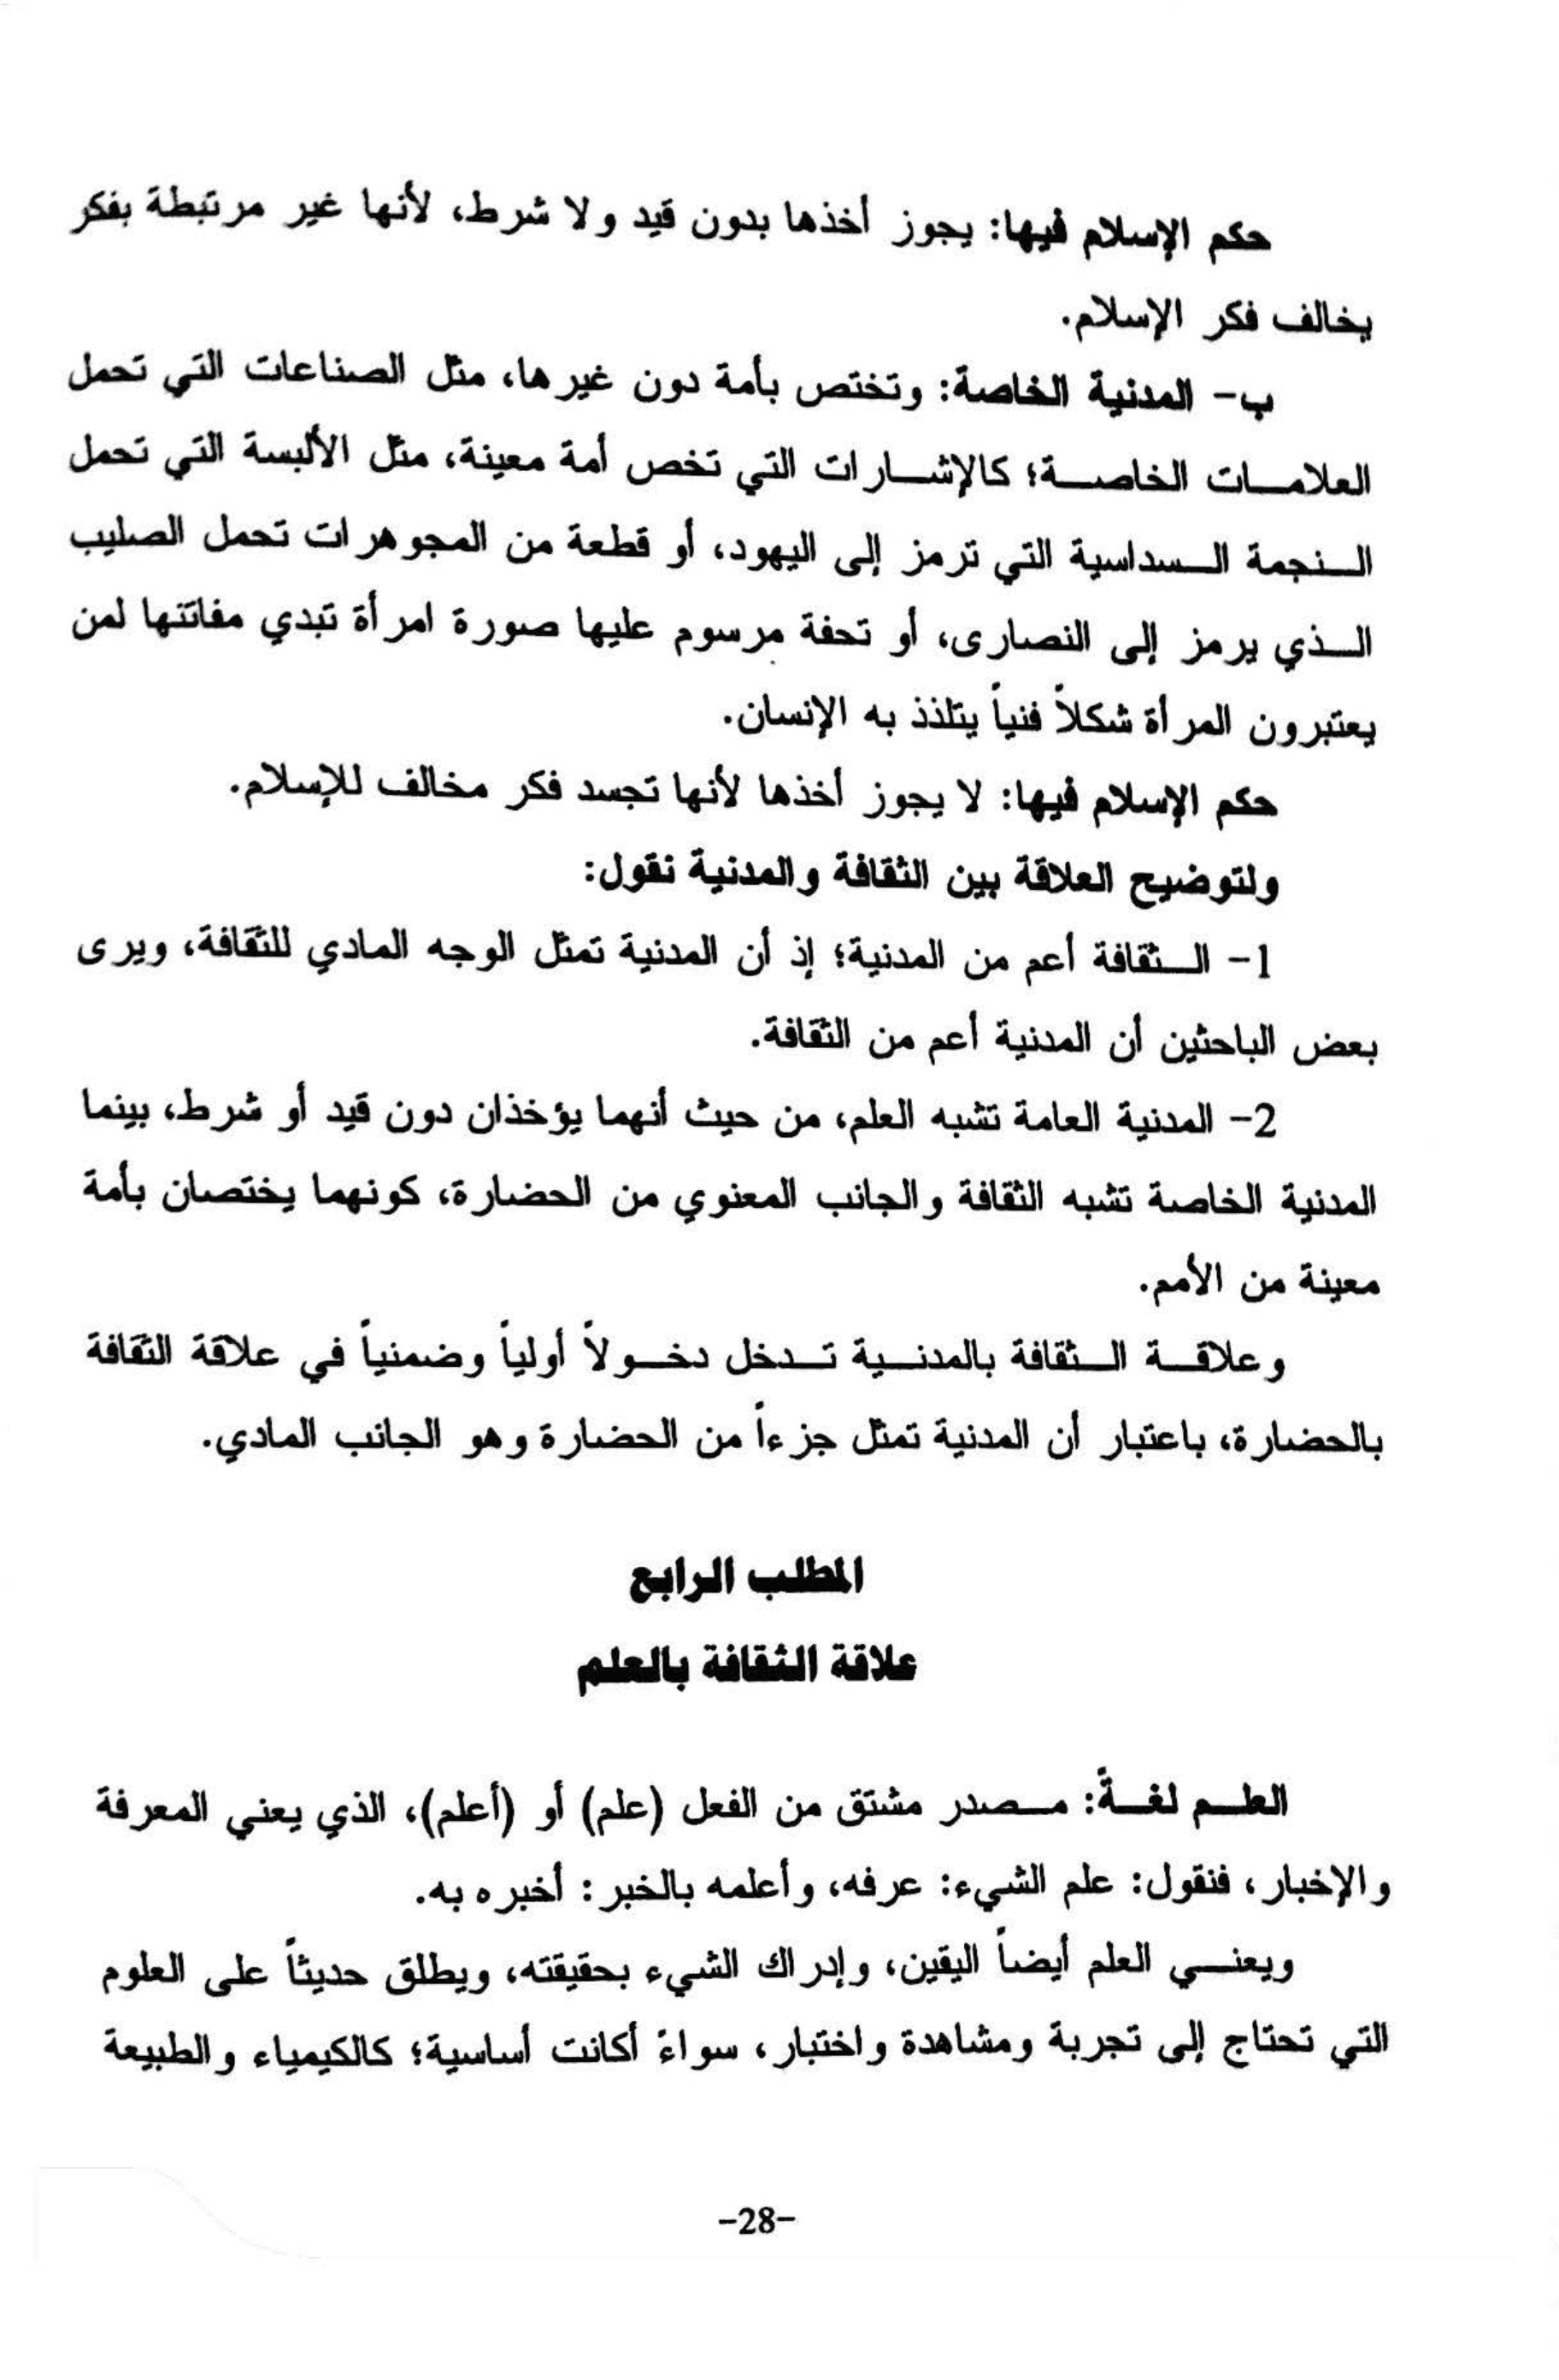 حكم الإسلام فيها: يجوز أخذها بدون قيد ولا شرط، لأنها غير مرتبطة بفكر
يخالف فكر الإسلام.
ب- المدنية الخاصة: وتختص بأمة دون غيرها، مثل الصناعات التي تحمل
العلامات الخاصة؛ كالإشارات التي تخص أمة معينة، مثل الألبسة التي تحمل
النجمة السداسية التي ترمز إلى اليهود، أو قطعة من المجوهرات تحمل الصليب
الذي يرمز إلى النصارى، أو تحفة مرسوم عليها صورة امرأة تبدي مفاتنها لمن
يعتبرون المرأة شكلاً فنياً يتلذذ به الإنسان.
حكم الإسلام فيها: لا يجوز أخذها لأنها تجسد فكر مخالف للإسلام.
ولتوضيح العلاقة بين الثقافة والمدنية نقول:
1- الثقافة أعم من المدنية؛ إذ أن المدنية تمثل الوجه المادي للثقافة، ويرى
بعض الباحثين أن المدنية أعم من الثقافة.
2- المدنية العامة تشبه العلم، من حيث أنهما يؤخذان دون قيد أو شرط، بينما
المدنية الخاصة تشبه الثقافة والجانب المعنوي من الحضارة، كونهما يختصان بأمة
معينة من الأمم.
وعلاقة الثقافة بالمدنية تدخل دخولاً أولياً وضمنياً في علاقة الثقافة
بالحضارة، باعتبار أن المدنية تمثل جزءاً من الحضارة وهو الجانب المادي.
المطلب الرابع
علاقة الثقافة بالعلم
العلم لغةً: مصدر مشتق من الفعل (علم) أو (أعلم)، الذي يعني المعرفة
والإخبار، فنقول: علم الشيء: عرفه، وأعلمه بالخبر: أخبره به.
ويعني العلم أيضاً اليقين، وإدراك الشيء بحقيقته، ويطلق حديثاً على العلوم
التي تحتاج إلى تجربة ومشاهدة واختبار، سواءً أكانت أساسية؛ كالكيمياء والطبيعة
-28-